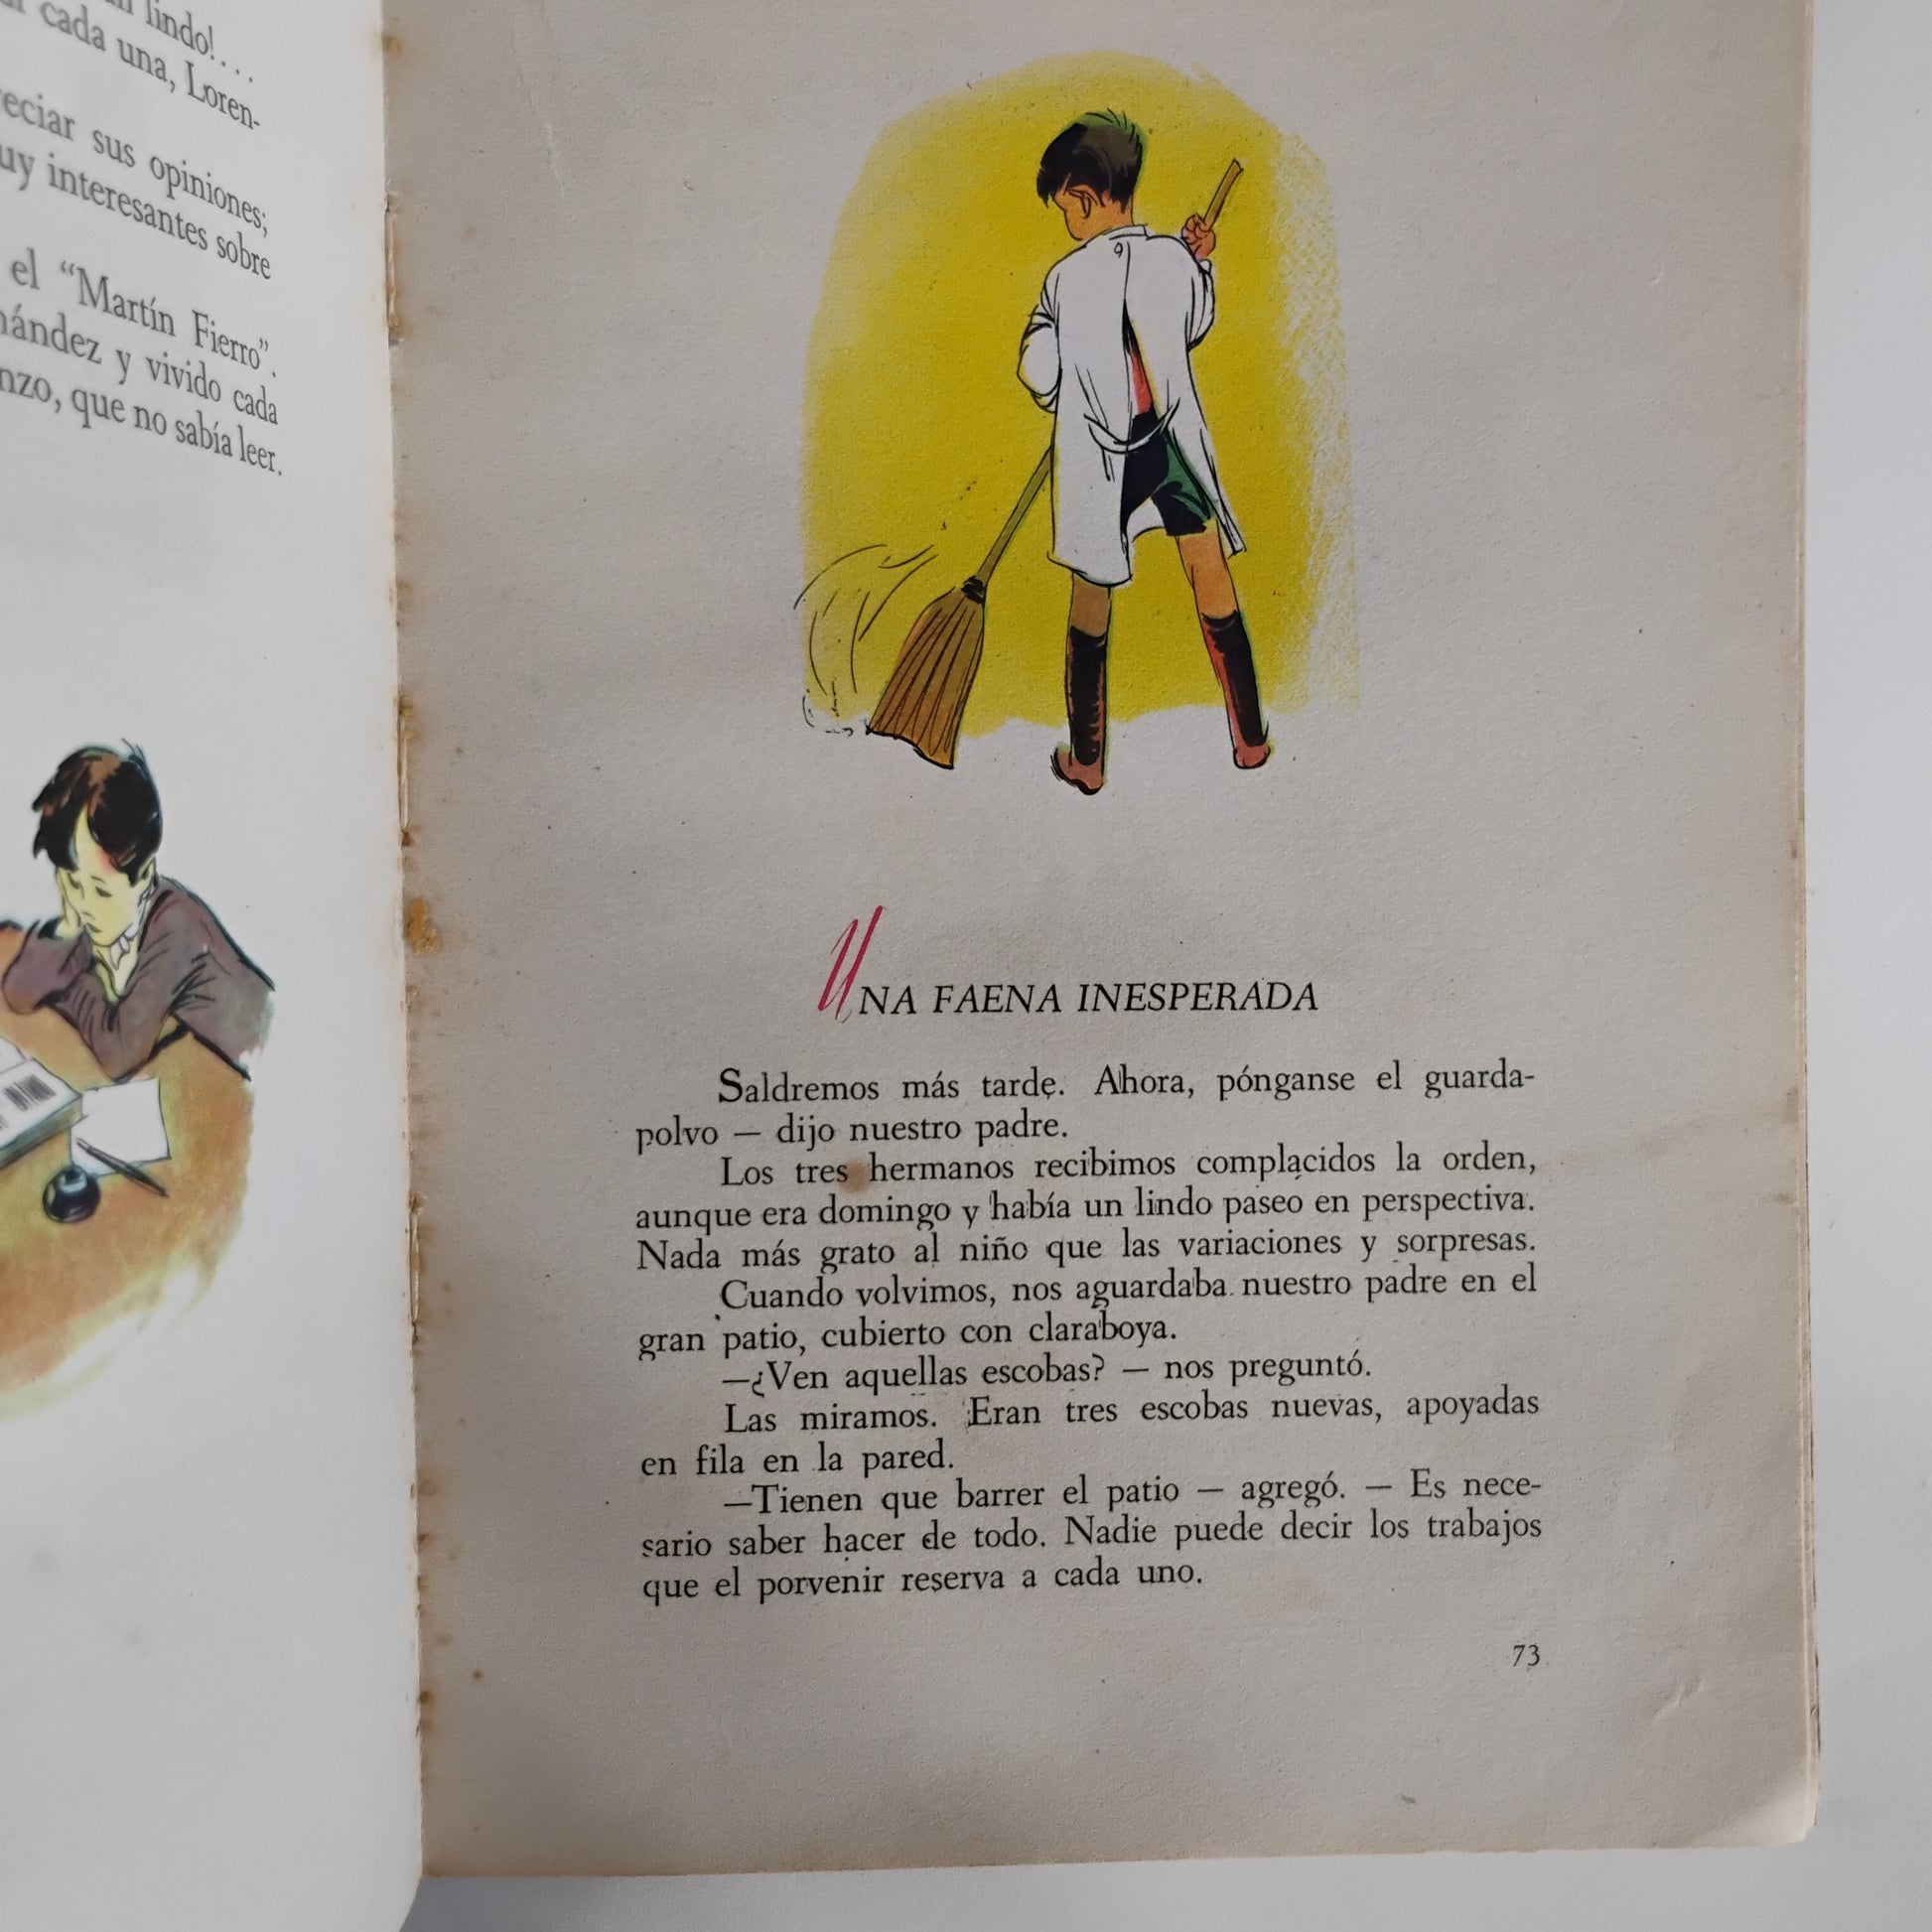 lindo!...
cada una, Loren-
sus opiniones;
interesantes sobre
el “Martín Fierro”.
y vivido cada
que no sabía leer.
UNA FAENA INESPERADA
Saldremos más tarde. Ahora, pónganse el guarda-
polvo — dijo nuestro padre.
Los tres hermanos recibimos complacidos la orden,
aunque era domingo y había un lindo paseo en perspectiva.
Nada más grato al niño que las variaciones y sorpresas.
Cuando volvimos, nos aguardaba nuestro padre en el
gran patio, cubierto con claraboya.
—¿Ven aquellas escobas? — nos preguntó.
Las miramos. Eran tres escobas nuevas, apoyadas
en fila en la pared.
—Tienen que barrer el patio — agregó. — Es nece-
sario saber hacer de todo. Nadie puede decir los trabajos
que el porvenir reserva a cada uno.
73